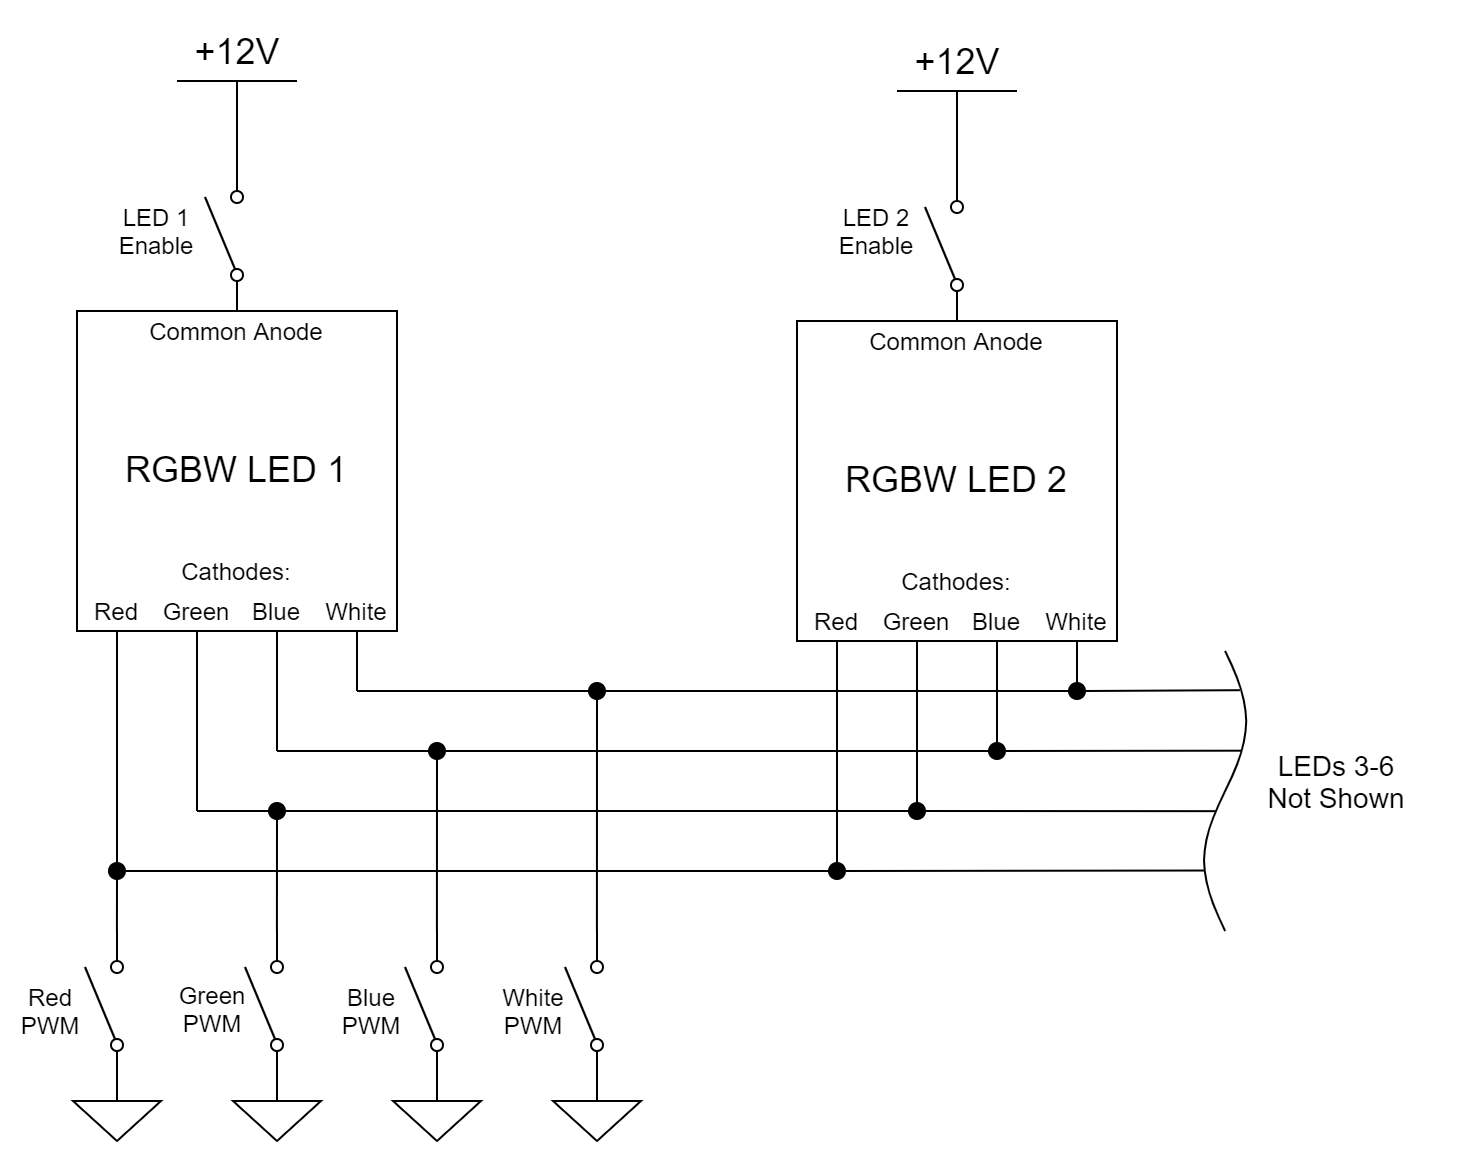 +12V
+12V
LED 1
Enable
LED 2
Enable
Common Anode
Common Anode
RGBW LED 1
RGBW LED 2
Cathodes:
Red Green Blue White
Cathodes:
Red Green Blue White
LEDs 3-6
Not Shown
Red
PWM
Green
PWM
Blue
PWM
White
PWM